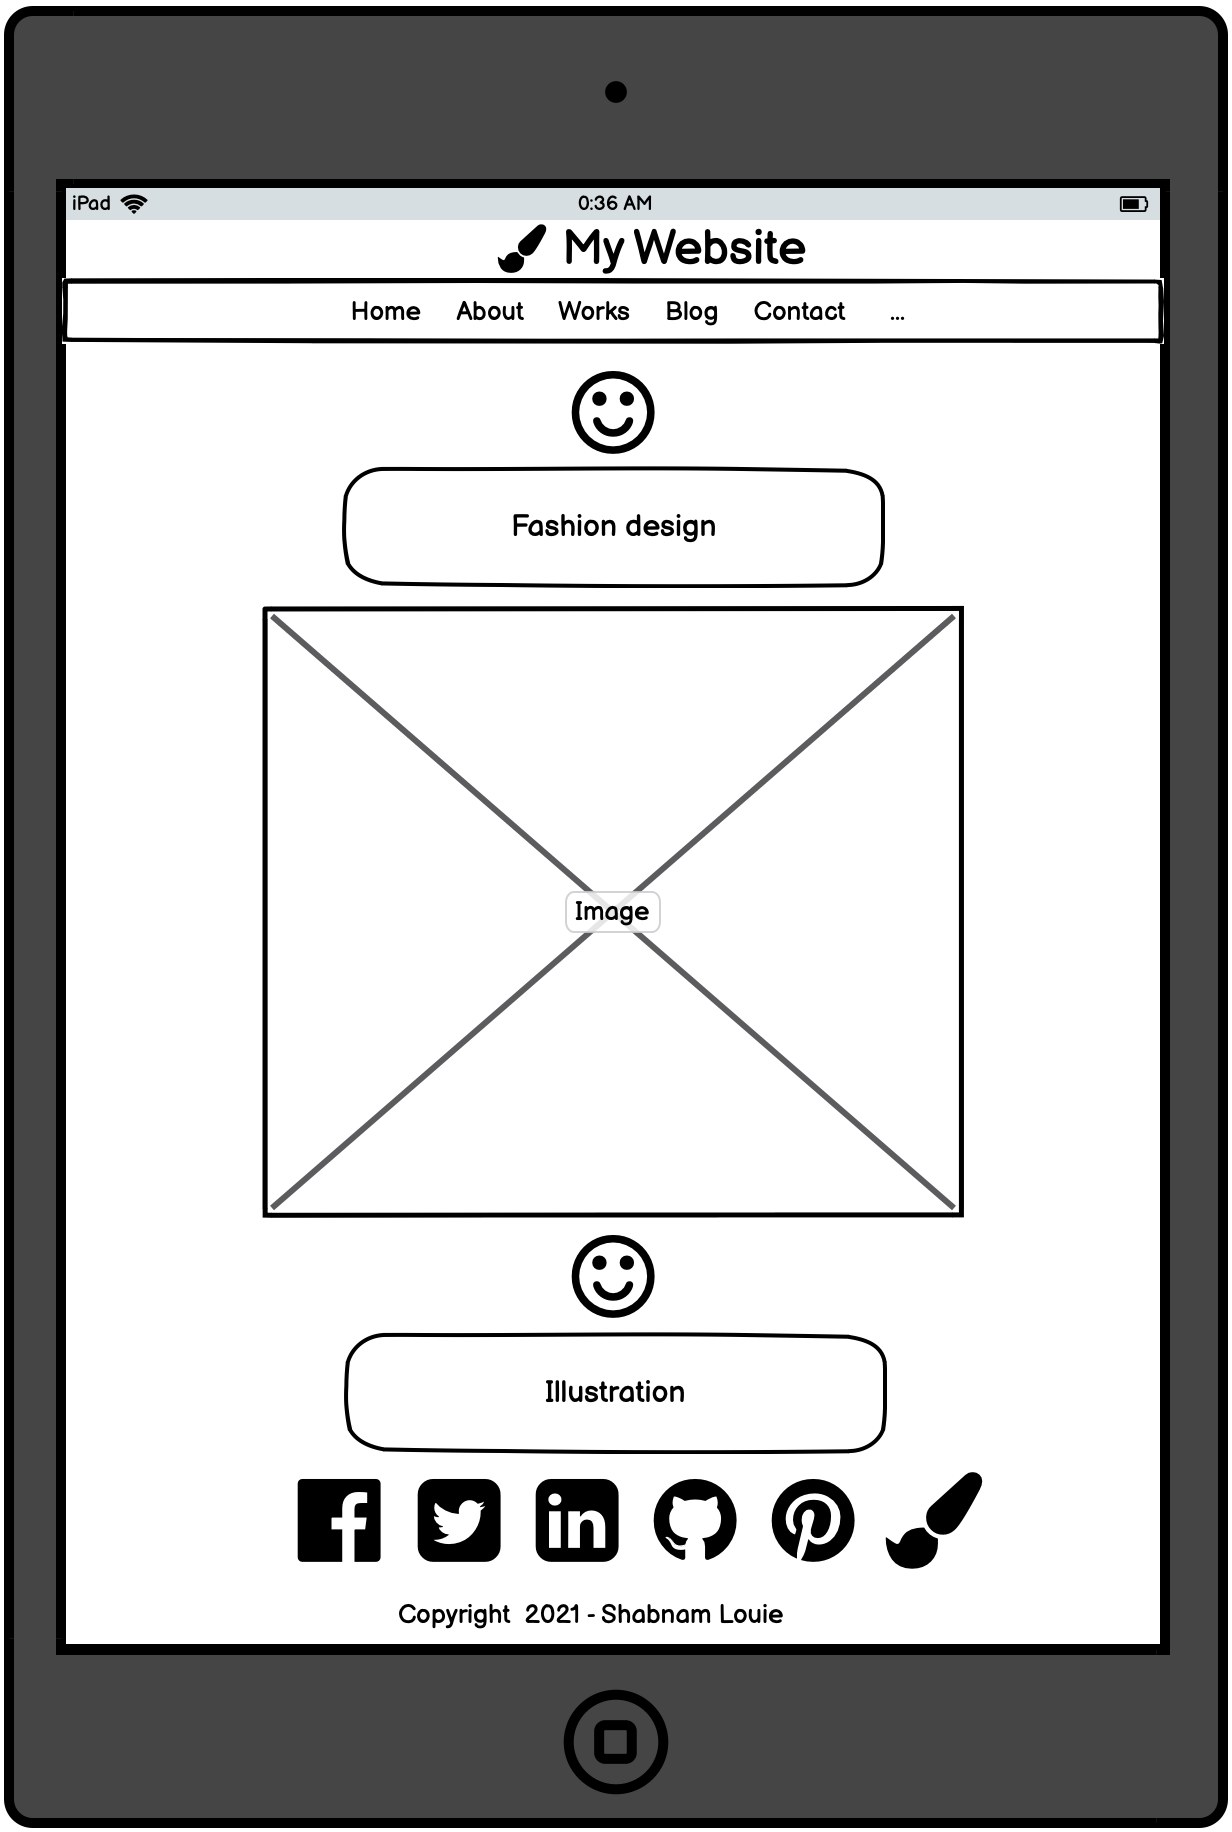 iPad 0:36 AM
My Website
Home About Works Blog Contact ...
Fashion design
Image
Illustration
f in
Copyright 2021 - Shabnam Louie